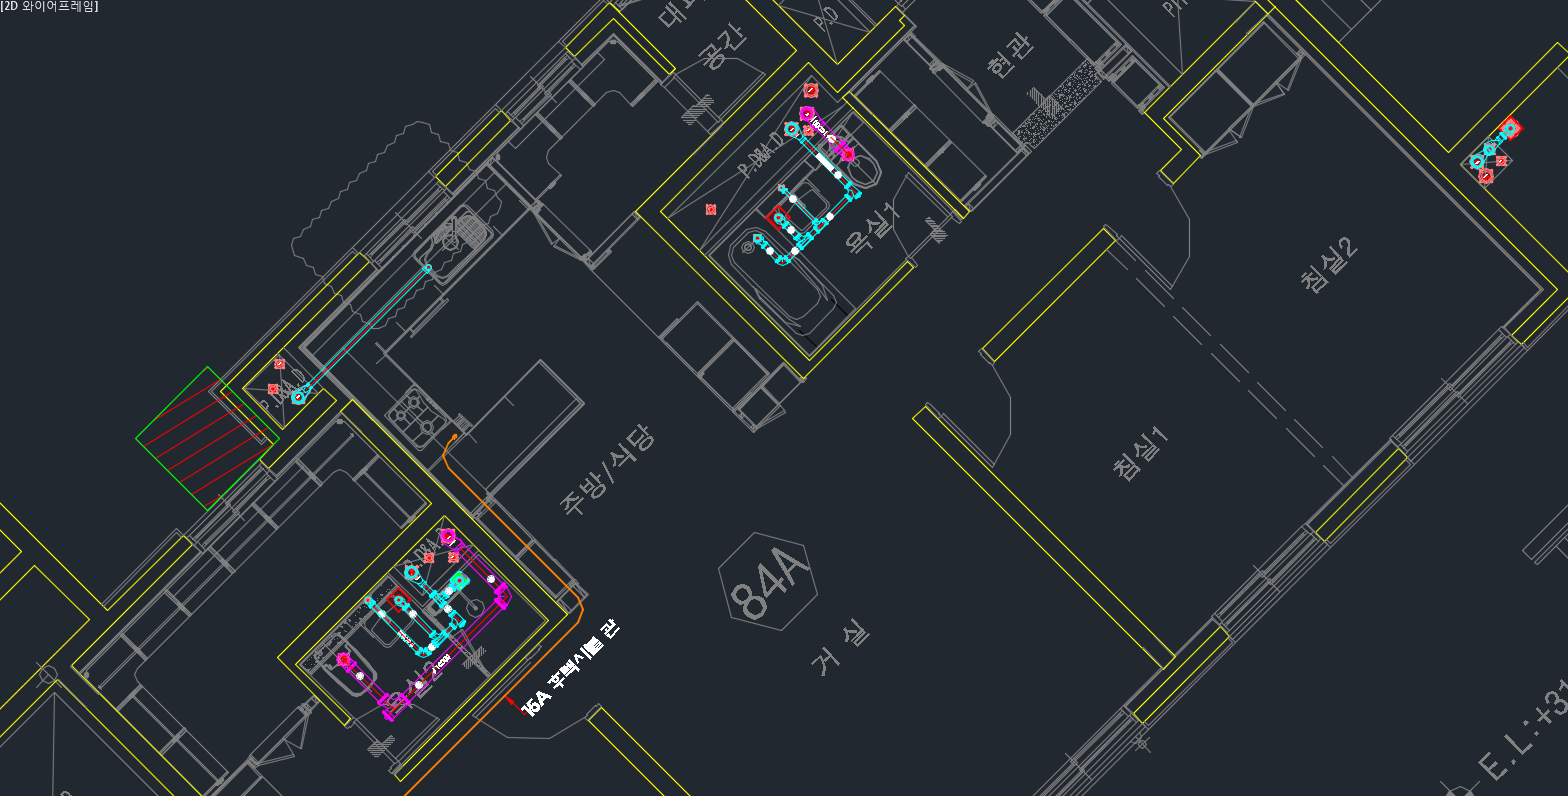 [2D 와이어프레임]
공간
P.D
현관
P.D&A.D
욕실1
침실2
P.D&A.D
주방/식당
침실1
84A
거 실
15A 후렉시블 관
E.L.:+31